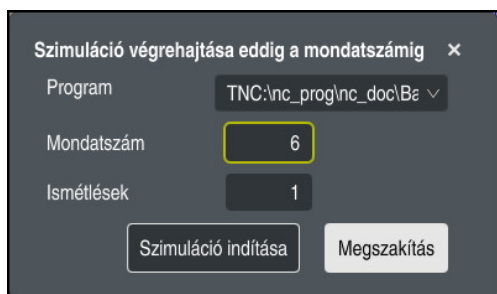 Szimuláció végrehajtása eddig a mondatszámig ×
Program TNC:\nc_prog\nc_doc\Ba
Mondatszám 6
Ismétlések 1
Szimuláció indítása Megszakítás